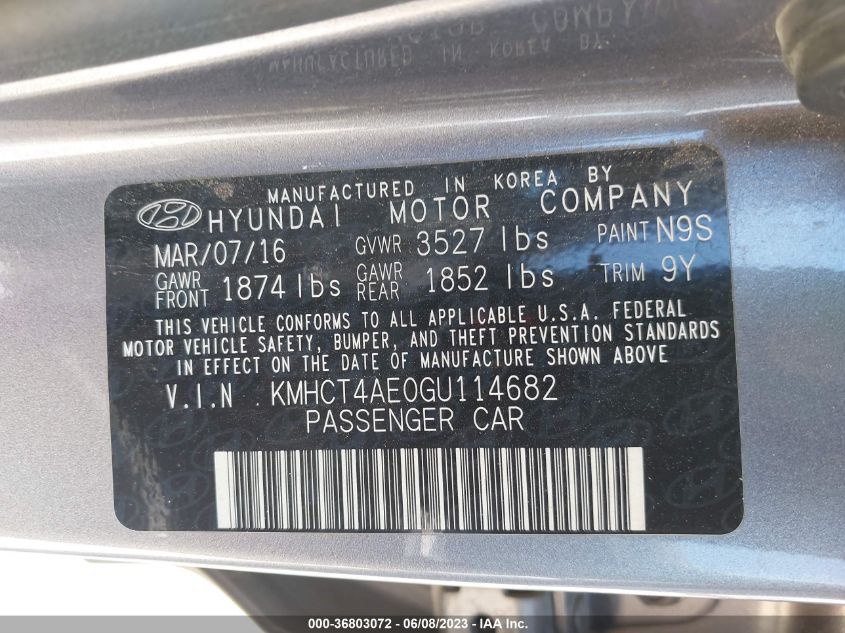 MANUFACTURED IN KOREA BY
HYUNDAI MOTOR COMPANY
MAR/07/16 GVWR 3527 lbs PAINT N9S
GAWR FRONT 1874 lbs GAWR REAR 1852 lbs TRIM 9Y
THIS VEHICLE CONFORMS TO ALL APPLICABLE U.S.A. FEDERAL
MOTOR VEHICLE SAFETY, BUMPER, AND THEFT PREVENTION STANDARDS
IN EFFECT ON THE DATE OF MANUFACTURE SHOWN ABOVE
V.I.N KMHCT4AE0GU114682
PASSENGER CAR
000-36803072 - 06/08/2023 - IAA Inc.